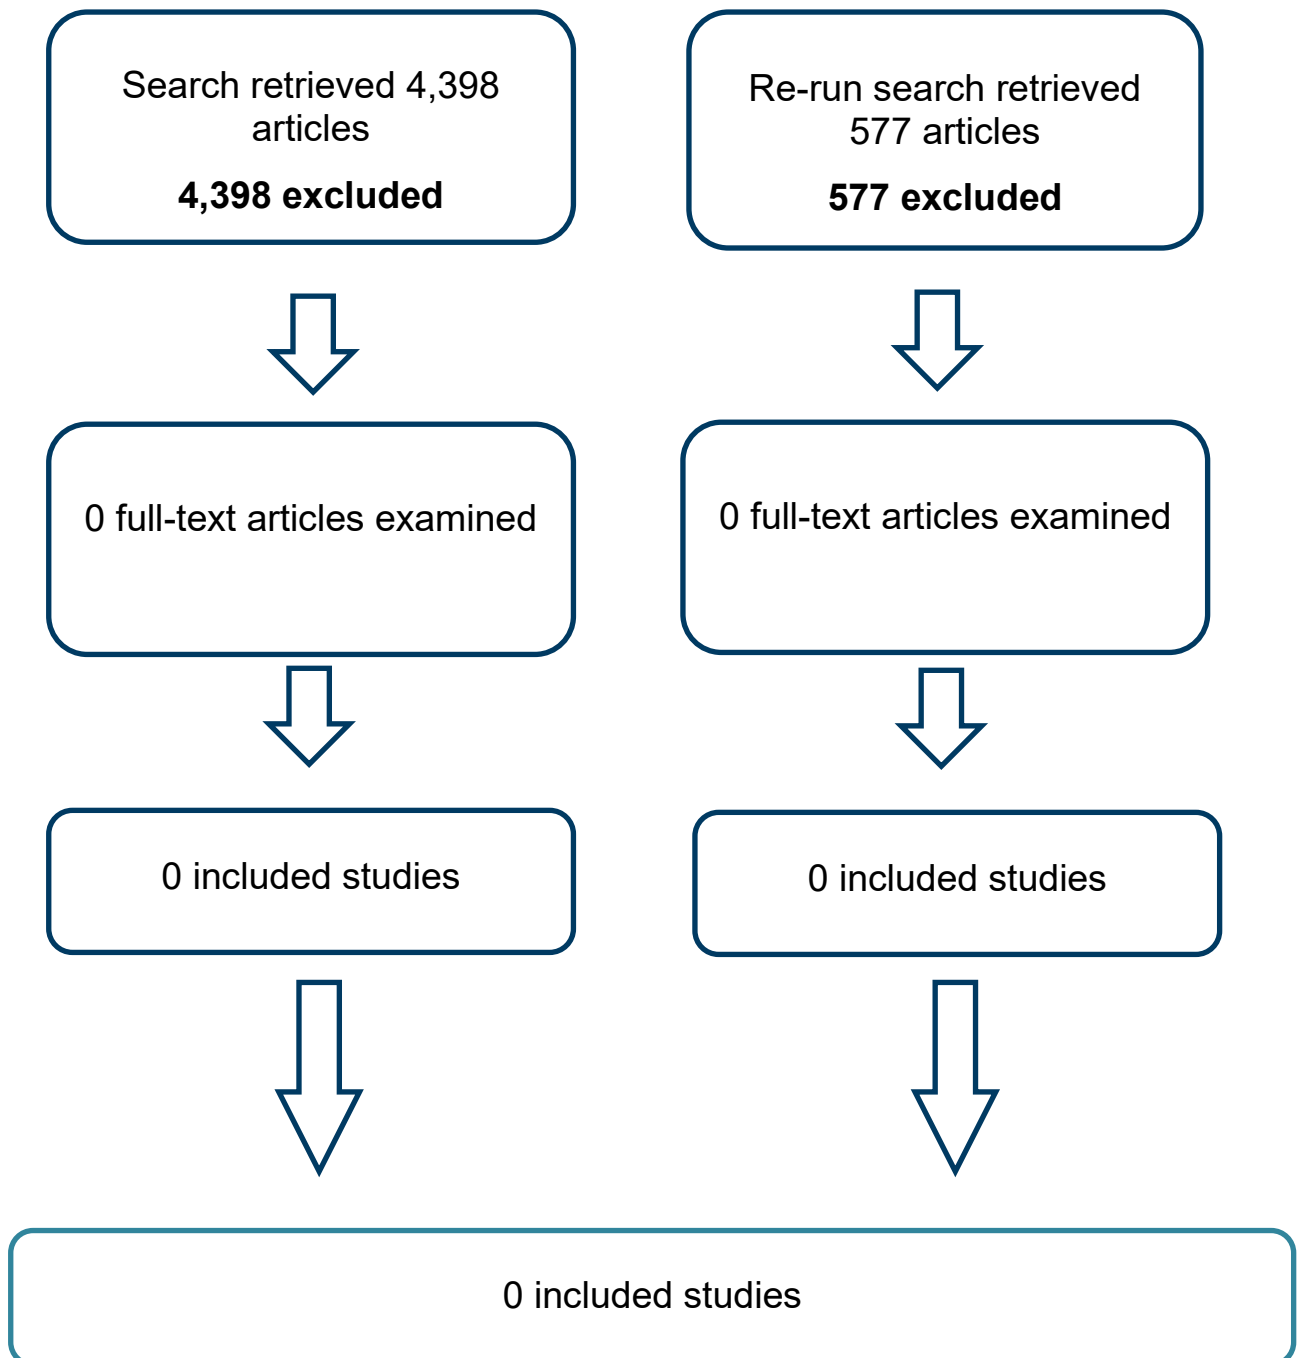 Search retrieved 4,398
articles
4,398 excluded
Re-run search retrieved
577 articles
577 excluded
0 full-text articles examined
0 full-text articles examined
0 included studies
0 included studies
0 included studies